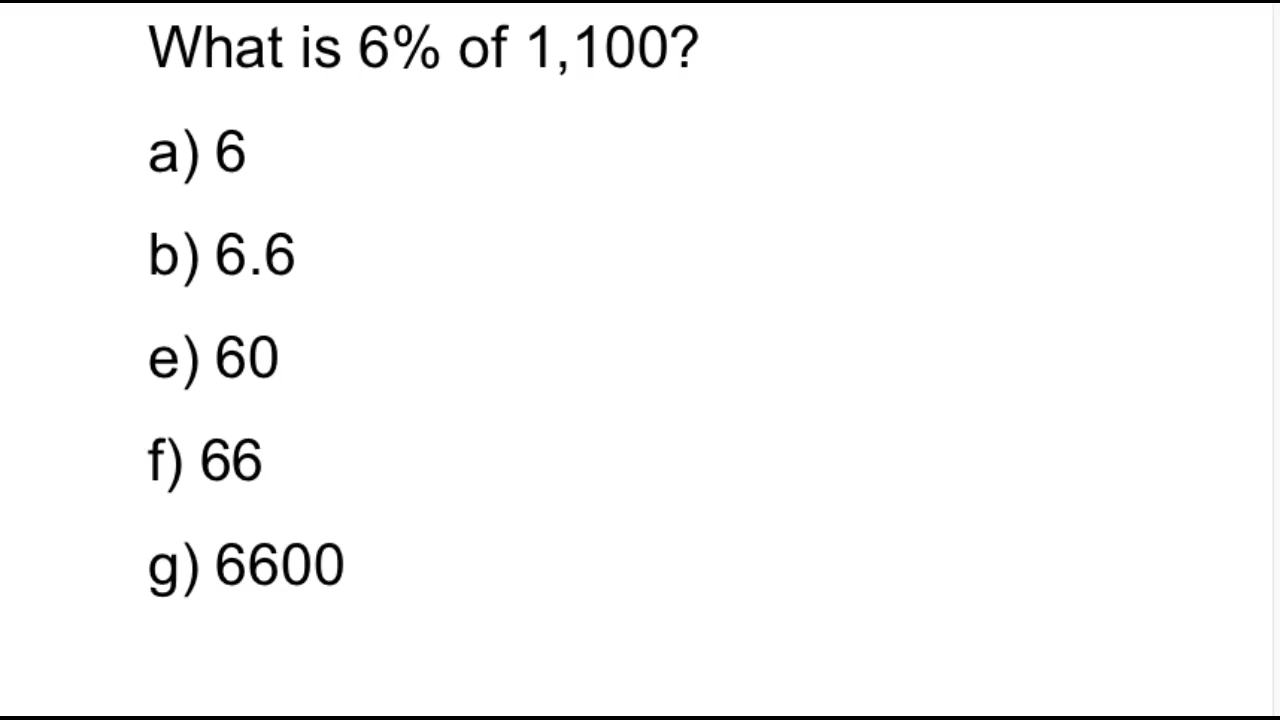 What is 6% of 1,100?
a) 6
b) 6.6
e) 60
f) 66
g) 6600